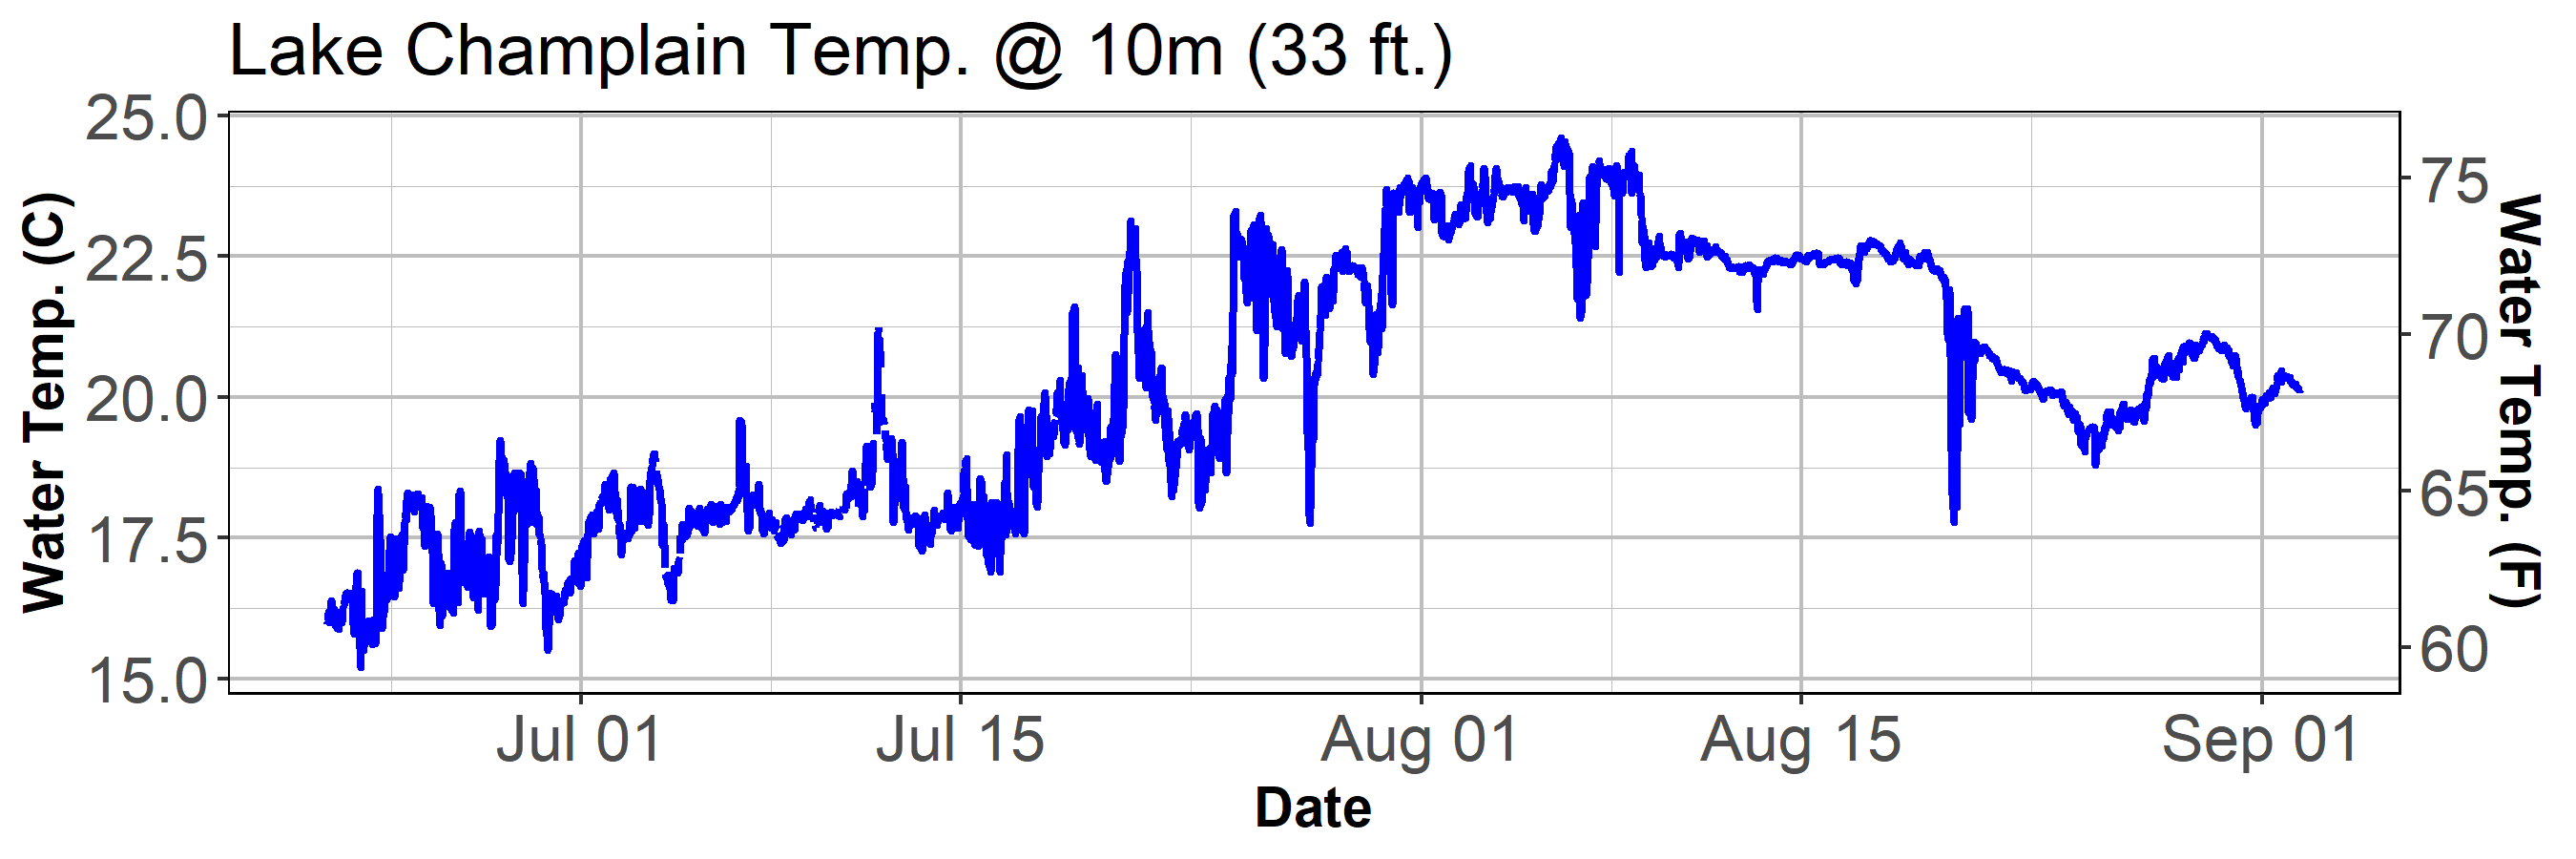 Lake Champlain Temp. @ 10m (33 ft.)
Water Temp. (C)
25.0
22.5
20.0
17.5
15.0
75
70
65
60
Water Temp. (F)
Jul 01 Jul 15 Aug 01 Aug 15 Sep 01
Date